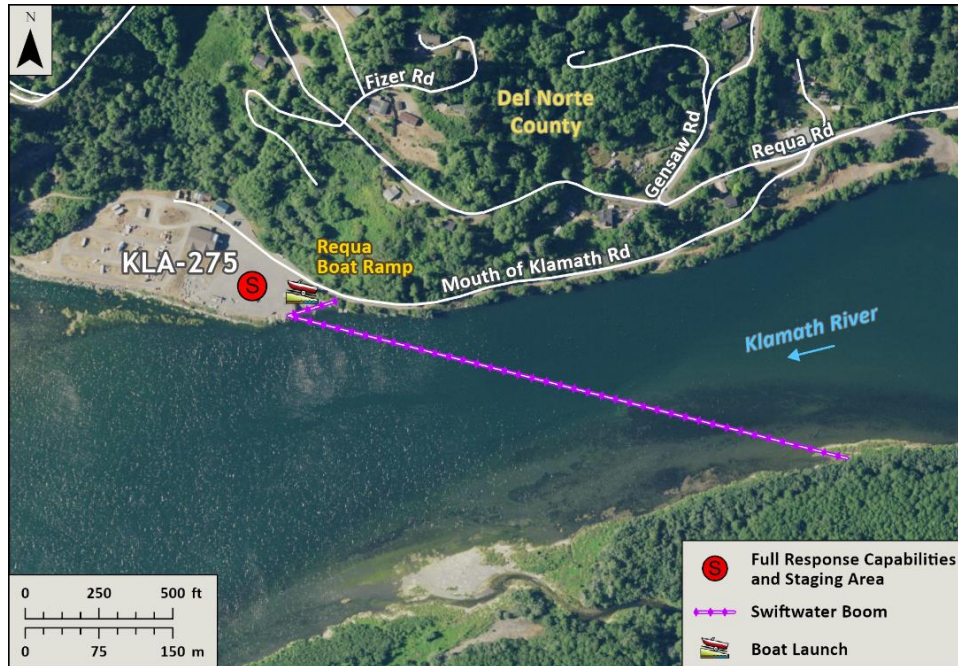 N
Fizer Rd
Del Norte
County
Gensaw Rd
Requa Rd
KLA-275
S
Requa
Boat Ramp
Mouth of Klamath Rd
Klamath River
0 250 500 ft
0 75 150 m
S Full Response Capabilities
and Staging Area
Swiftwater Boom
Boat Launch